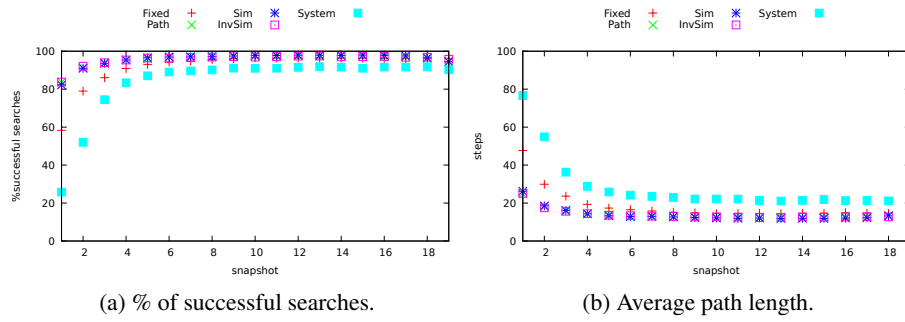 Fixed Sim System
Path InvSim
100
80
60
40
20
0
%successful searches
2 4 6 8 10 12 14 16 18
snapshot
(a) % of successful searches.
Fixed Sim System
Path InvSim
100
80
60
40
20
0
steps
2 4 6 8 10 12 14 16 18
snapshot
(b) Average path length.